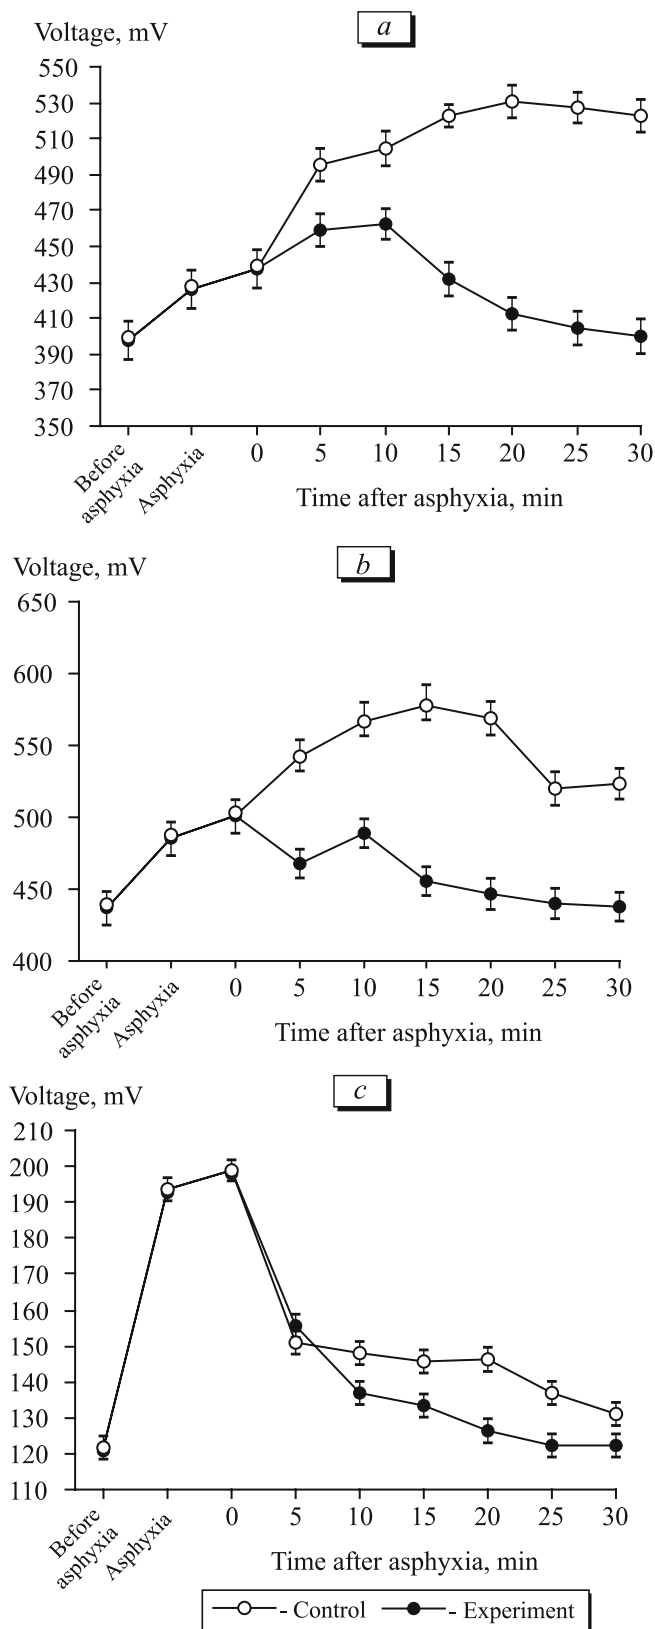 Voltage, mV
a
550
530
510
490
470
450
430
410
390
370
350
Before
asphyxia
Asphyxia
0 5 10 15 20 25 30
Time after asphyxia, min
Voltage, mV
b
650
600
550
500
450
400
Before
asphyxia
Asphyxia
0 5 10 15 20 25 30
Time after asphyxia, min
Voltage, mV
c
210
200
190
180
170
160
150
140
130
120
110
Before
asphyxia
Asphyxia
0 5 10 15 20 25 30
Time after asphyxia, min
- Control - Experiment